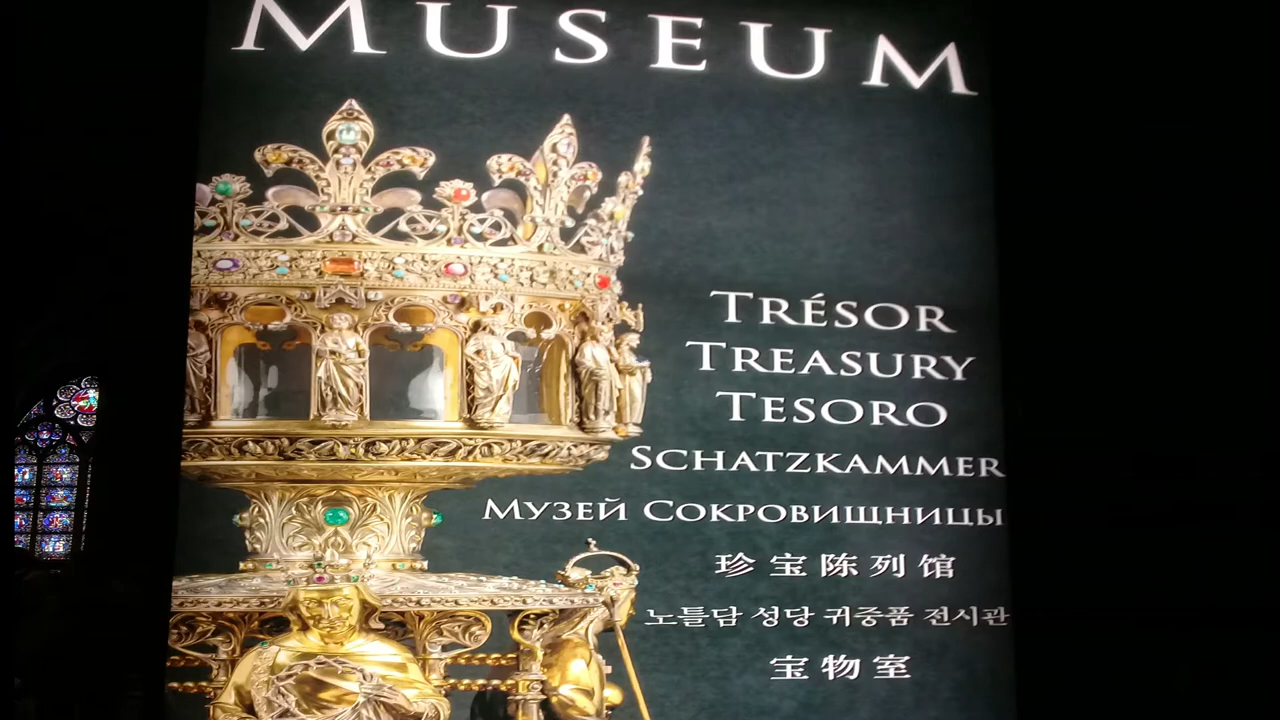 MUSEUM
TRÉSOR
TREASURY
TESORO
SCHATZKAMMER
МУЗЕЙ СОКРОВИЩНИЦЫ
珍宝陈列馆
노틀담 성당 귀중품 전시관
宝物室